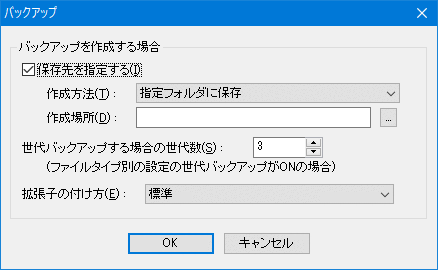 バックアップ
バックアップを作成する場合
保存先を指定する(I)
作成方法(T)： 指定フォルダに保存
作成場所(D)： ...
世代バックアップする場合の世代数(S)： 3
(ファイルタイプ別の設定の世代バックアップがONの場合)
拡張子の付け方(E)： 標準
OK キャンセル